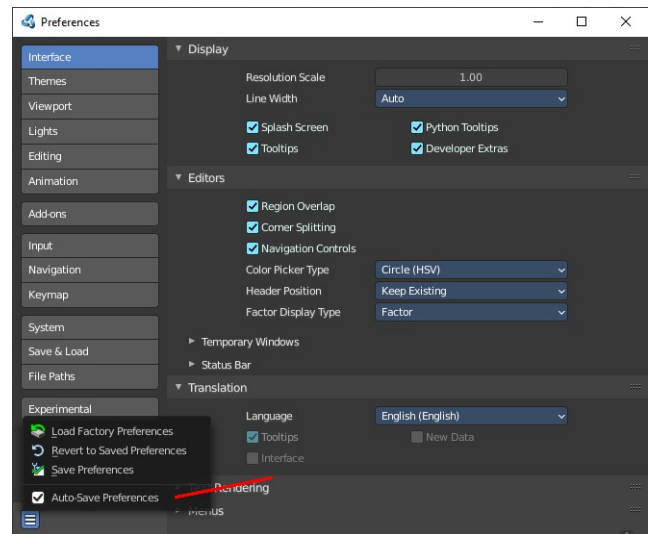 Preferences
Interface
Themes
Viewport
Lights
Editing
Animation
Add-ons
Input
Navigation
Keymap
System
Save & Load
File Paths
Experimental
Load Factory Preferences
Revert to Saved Preferences
Save Preferences
Auto-Save Preferences
Display
Resolution Scale 1.00
Line Width Auto
Splash Screen Python Tooltips
Tooltips Developer Extras
Editors
Region Overlap
Corner Splitting
Navigation Controls
Color Picker Type Circle (HSV)
Header Position Keep Existing
Factor Display Type Factor
Temporary Windows
Status Bar
Translation
Language English (English)
Tooltips New Data
Interface
Text Rendering
Menus